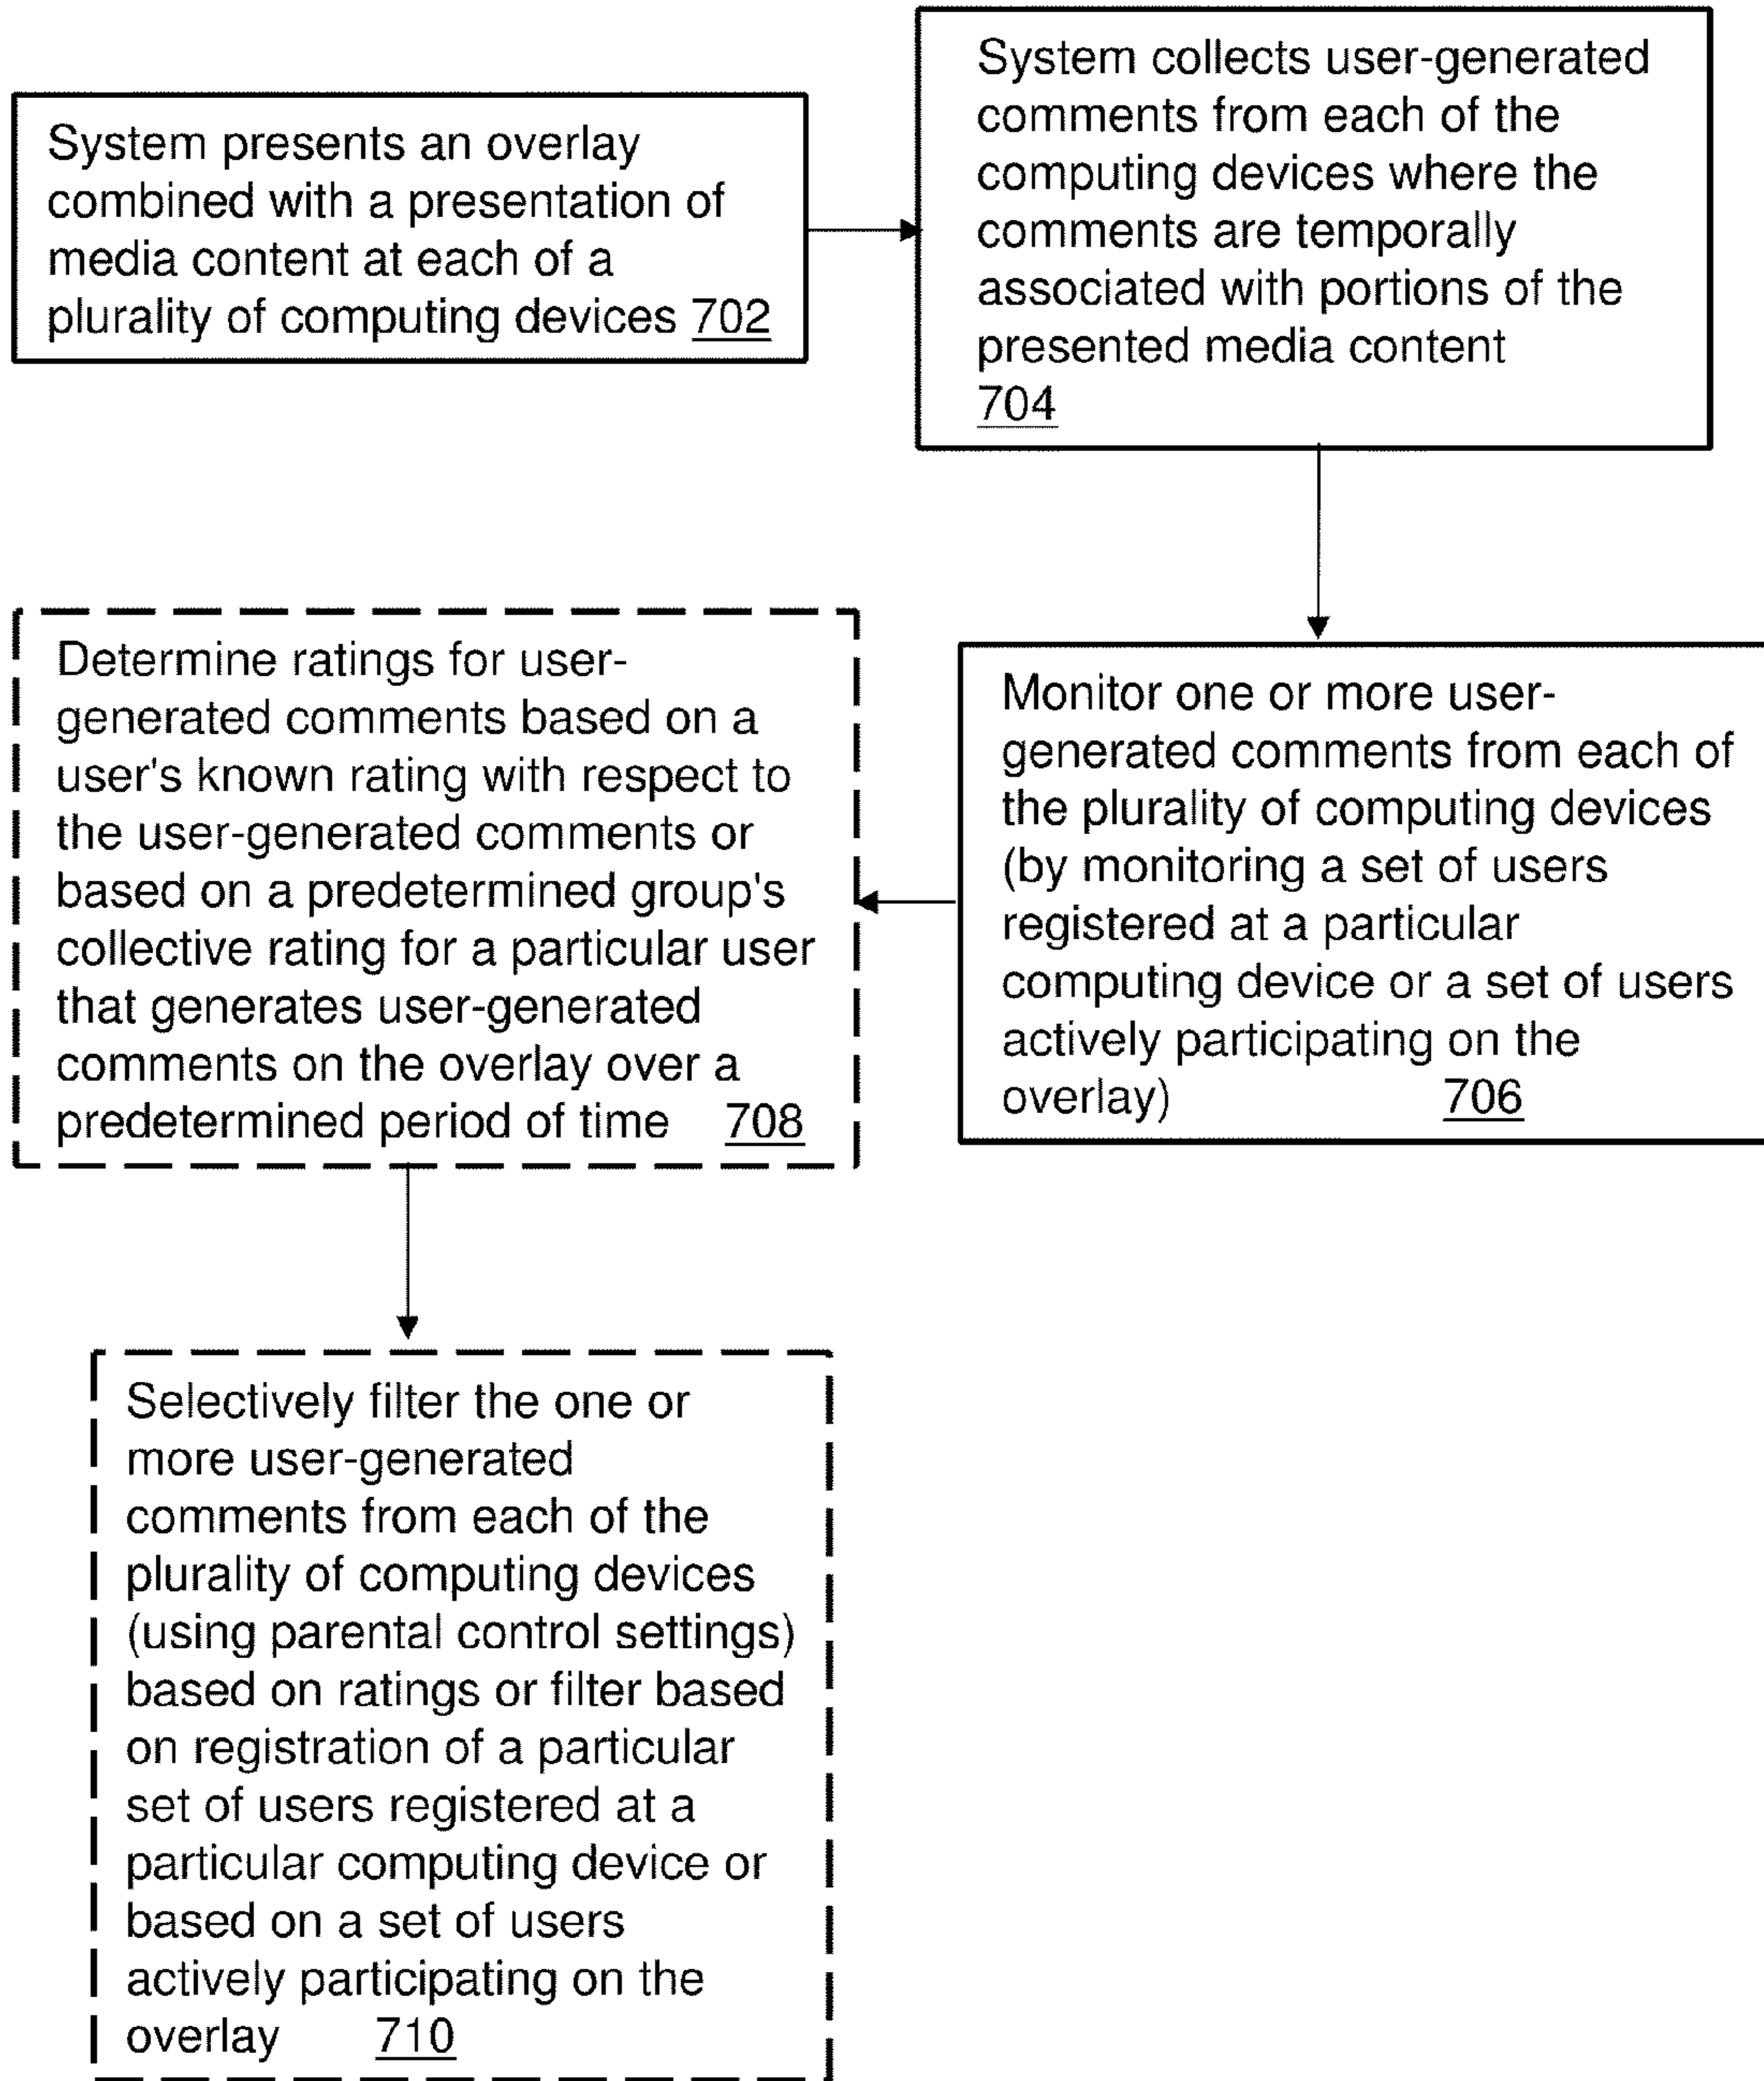 System presents an overlay
combined with a presentation of
media content at each of a
plurality of computing devices 702
System collects user-generated
comments from each of the
computing devices where the
comments are temporally
associated with portions of the
presented media content
704
Monitor one or more user-
generated comments from each of
the plurality of computing devices
(by monitoring a set of users
registered at a particular
computing device or a set of users
actively participating on the
overlay) 706
Determine ratings for user-
generated comments based on a
user's known rating with respect to
the user-generated comments or
based on a predetermined group's
collective rating for a particular user
that generates user-generated
comments on the overlay over a
predetermined period of time 708
Selectively filter the one or
more user-generated
comments from each of the
plurality of computing devices
(using parental control settings)
based on ratings or filter based
on registration of a particular
set of users registered at a
particular computing device or
based on a set of users
actively participating on the
overlay 710